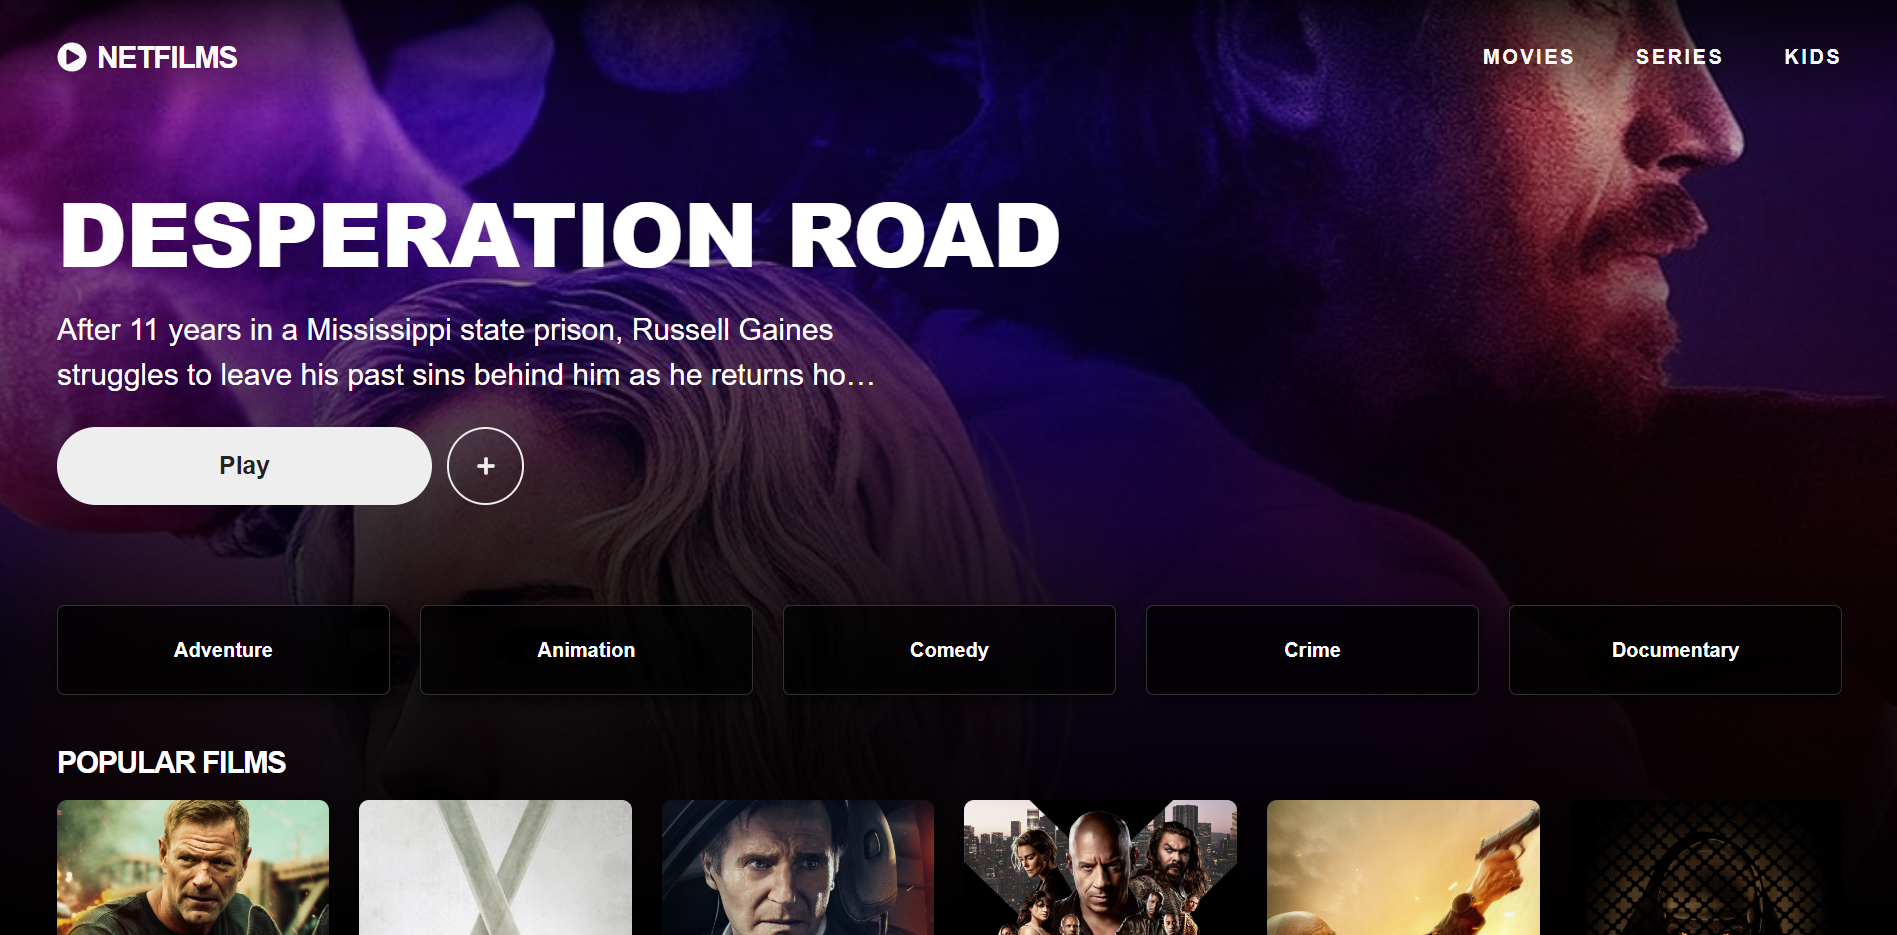 NETFILMS
MOVIES SERIES KIDS
DESPERATION ROAD
After 11 years in a Mississippi state prison, Russell Gaines
struggles to leave his past sins behind him as he returns ho…
Play +
Adventure Animation Comedy Crime Documentary
POPULAR FILMS